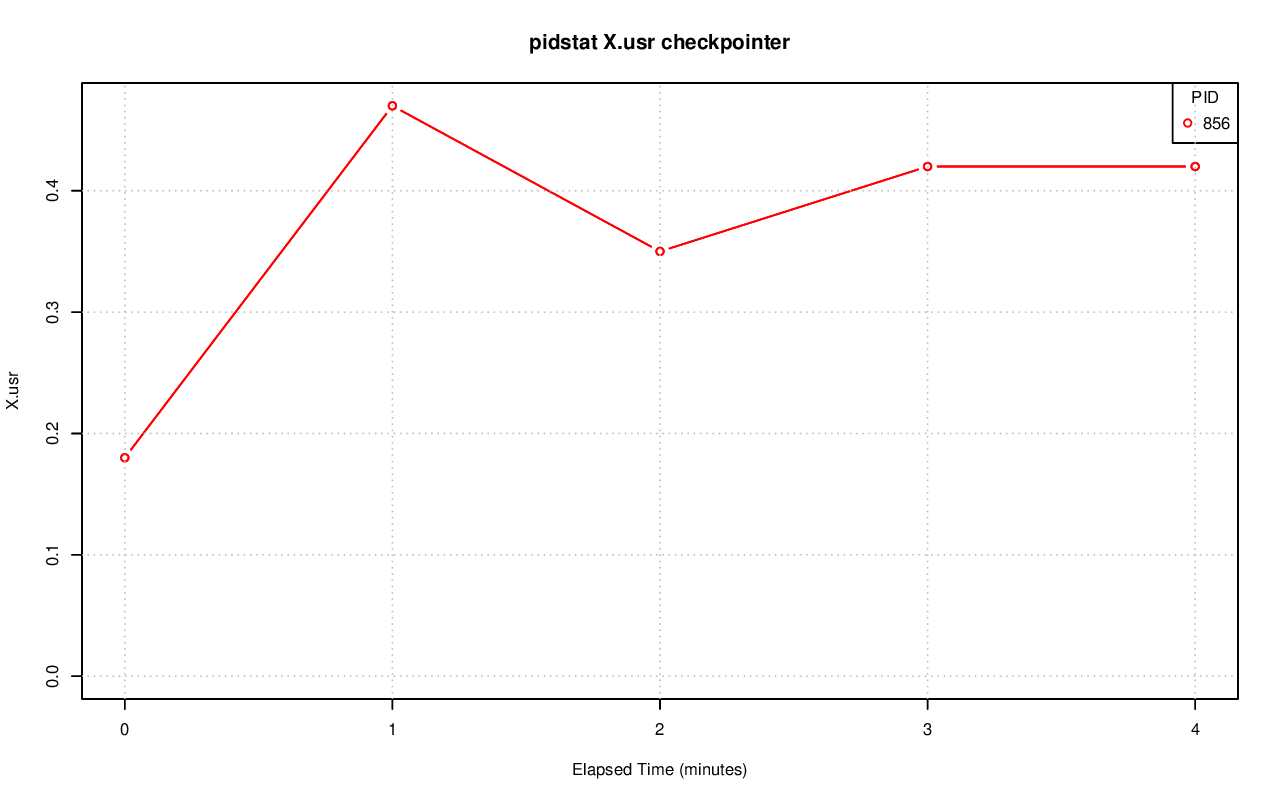 pidstat X.usr checkpointer
PID
856
0.4
0.3
0.2
0.1
0.0
X.usr
0
1
2
3
4
Elapsed Time (minutes)